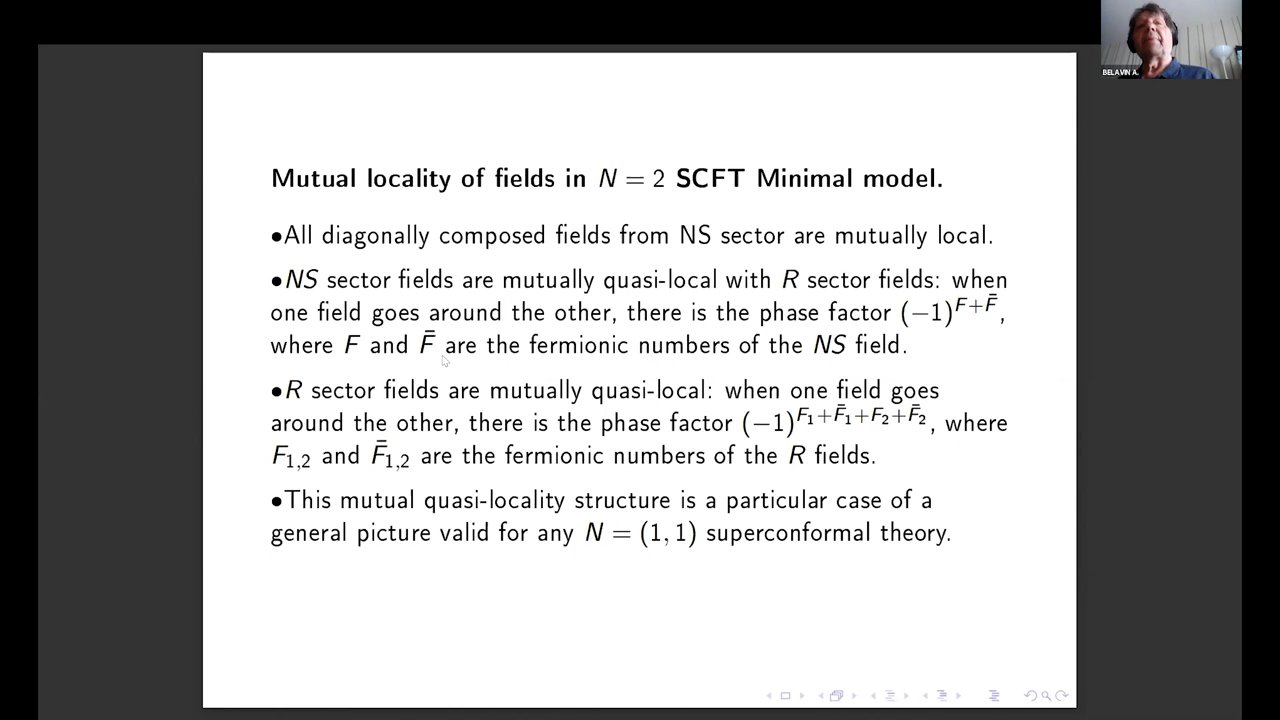 BELAVIN A.
Mutual locality of fields in N = 2 SCFT Minimal model.
•All diagonally composed fields from NS sector are mutually local.
•NS sector fields are mutually quasi-local with R sector fields: when
one field goes around the other, there is the phase factor (−1)^{F+F̄},
where F and F̄ are the fermionic numbers of the NS field.
•R sector fields are mutually quasi-local: when one field goes
around the other, there is the phase factor (−1)^{F₁+F̄₁+F₂+F̄₂}, where
F₁,₂ and F̄₁,₂ are the fermionic numbers of the R fields.
•This mutual quasi-locality structure is a particular case of a
general picture valid for any N = (1, 1) superconformal theory.